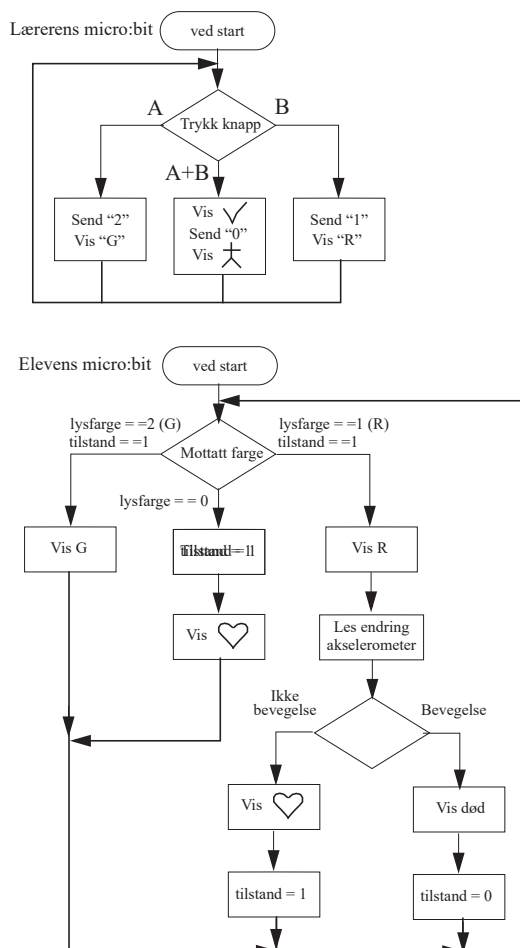 Lærerens micro:bit
ved start
A
B
Trykk knapp
A+B
Send “2”
Vis “G”
Vis
Send “0”
Vis
Send “1”
Vis “R”
Elevens micro:bit
ved start
lysfarge = =2 (G)
tilstand = =1
lysfarge = =1 (R)
tilstand = =1
Mottatt farge
lysfarge = = 0
Vis G
Vis R
Vis
Les endring
akselerometer
Ikke
bevegelse
Bevegelse
Vis
Vis død
tilstand = 1
tilstand = 0